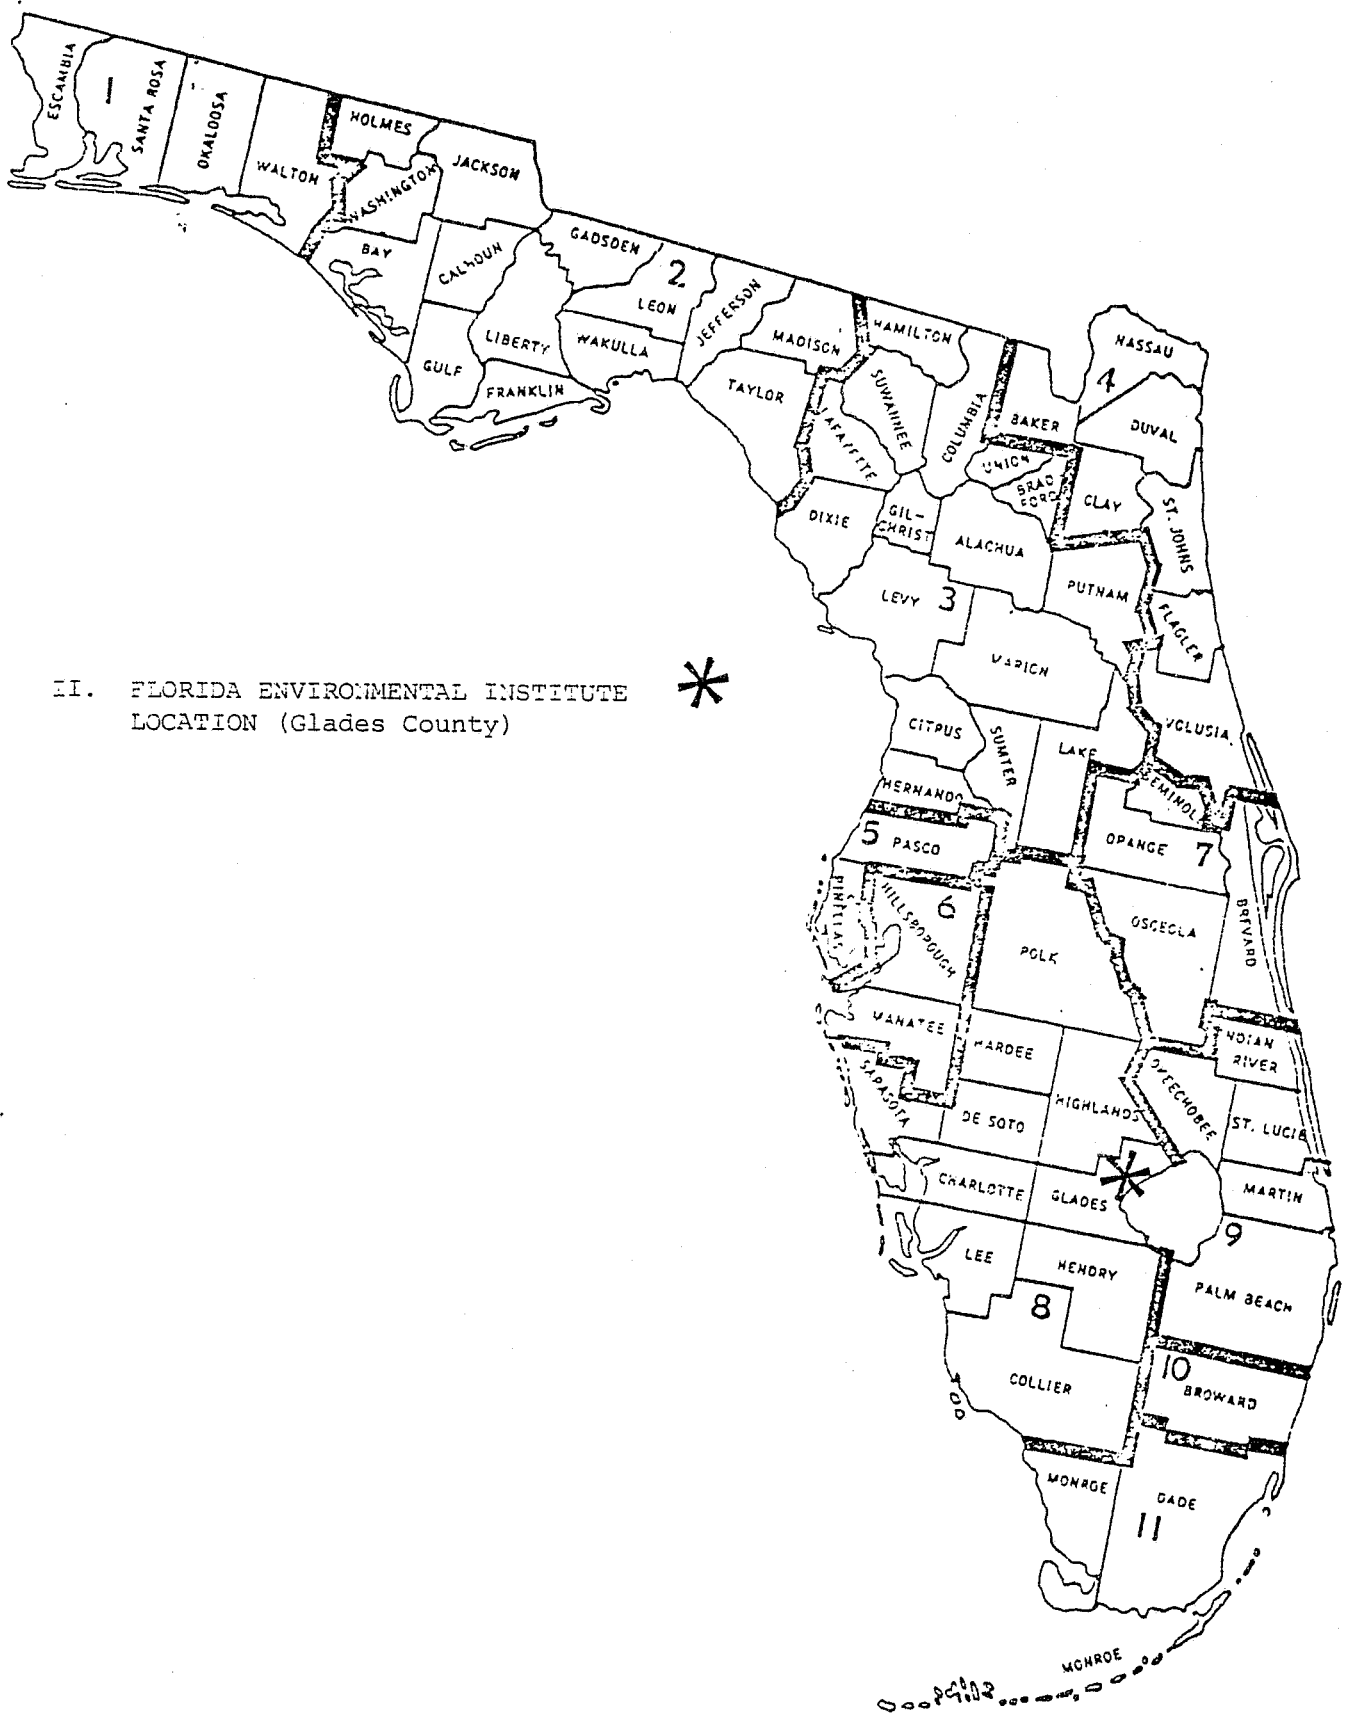 ESCAMBIA
1
SANTA ROSA
OKALOOSA
WALTON
HOLMES
JACKSON
WASHINGTON
BAY
CALHOUN
GADSDEN
2
LEON
JEFFERSON
LIBERTY
WAKULLA
GULF
FRANKLIN
MADISON
TAYLOR
HAMILTON
SUWANNEE
LAFAYETTE
COLUMBIA
BAKER
NASSAU
4
DUVAL
UNION
BRAD
FORD
CLAY
ST. JOHNS
DIXIE
GIL-
CHRIST
ALACHUA
PUTNAM
FLAGLER
LEVY 3
MARION
II. FLORIDA ENVIRONMENTAL INSTITUTE *
LOCATION (Glades County)
CITRUS
SUMTER
LAKE
VOLUSIA
HERNANDO
SEMINOLE
5 PASCO
ORANGE 7
PINELLAS
HILLSBOROUGH
6
POLK
OSCEOLA
BREVARD
MANATEE
HARDEE
INDIAN
RIVER
SARASOTA
DE SOTO
HIGHLANDS
OKEECHOBEE
ST. LUCIE
*
CHARLOTTE
GLADES
MARTIN
9
LEE
HENDRY
8
PALM BEACH
COLLIER
10
BROWARD
MONROE
DADE
11
MONROE